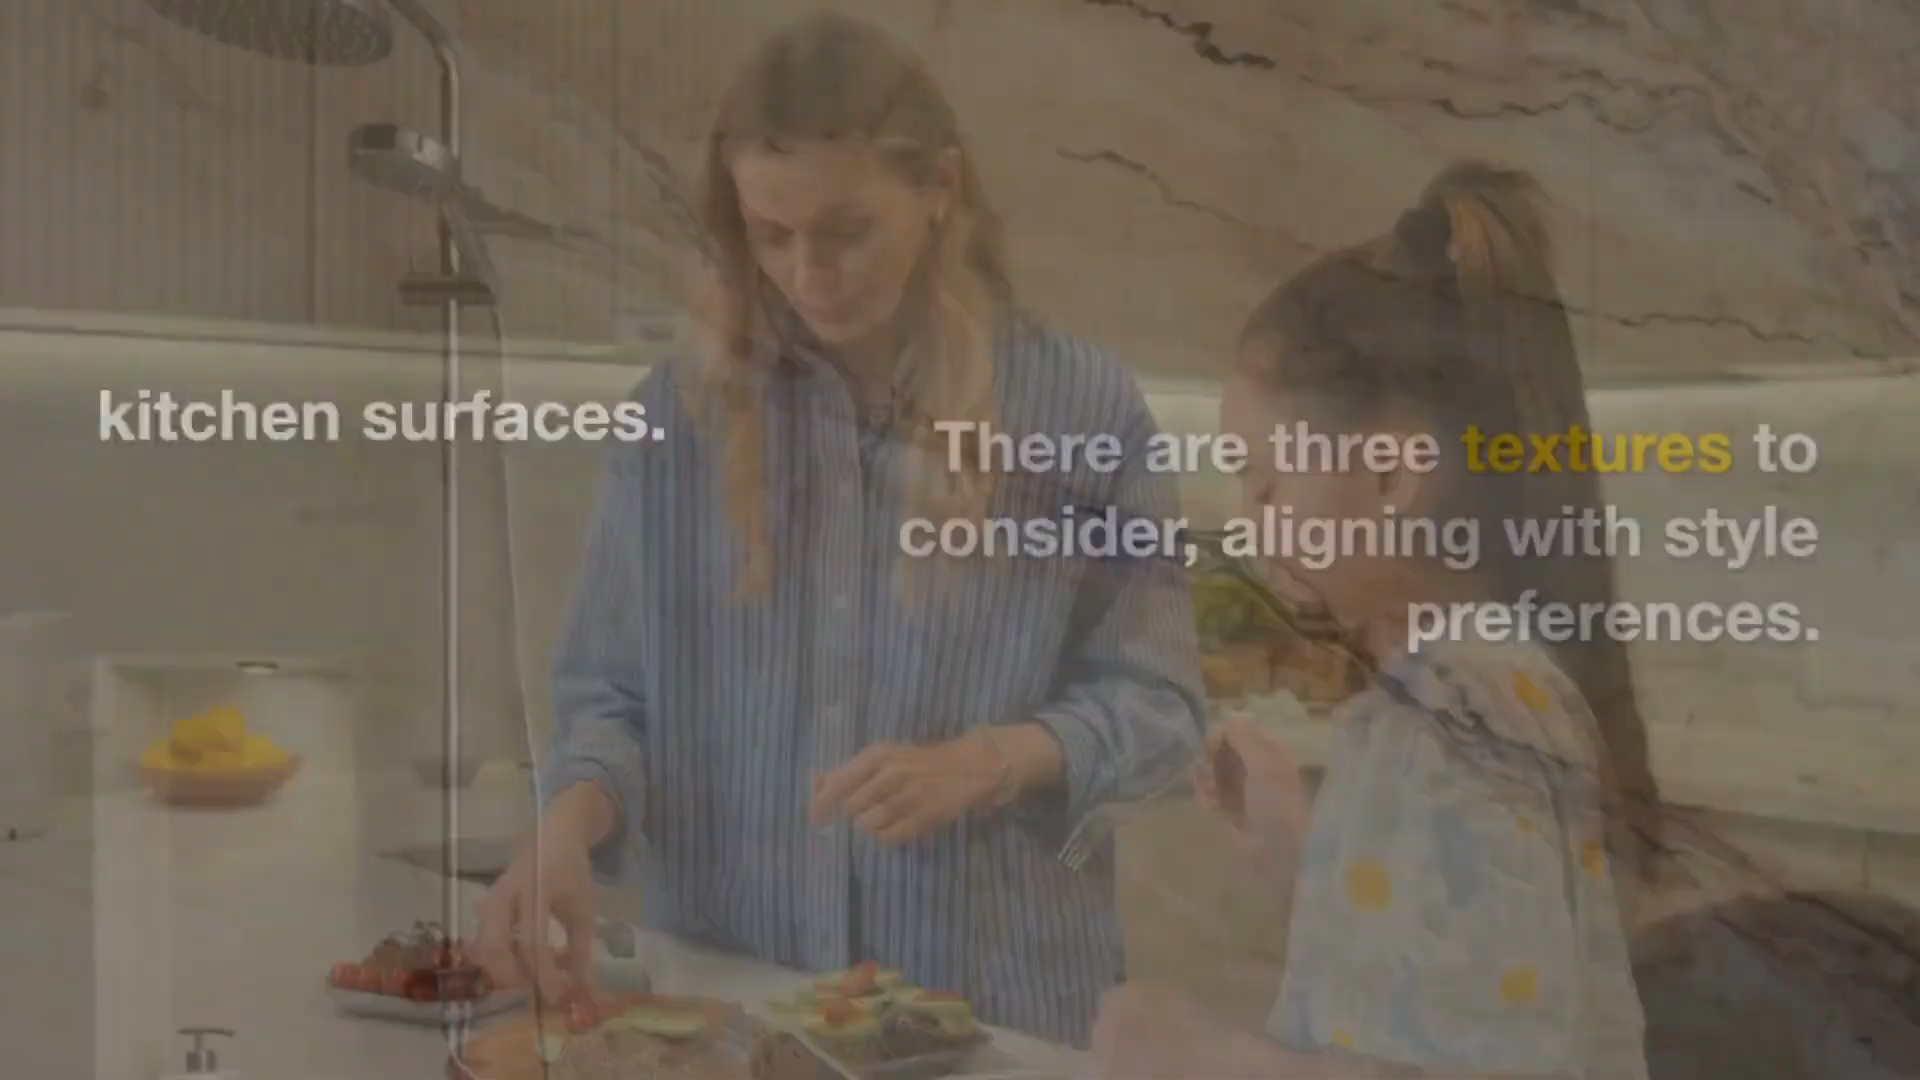 kitchen surfaces.
There are three textures to
consider, aligning with style
preferences.